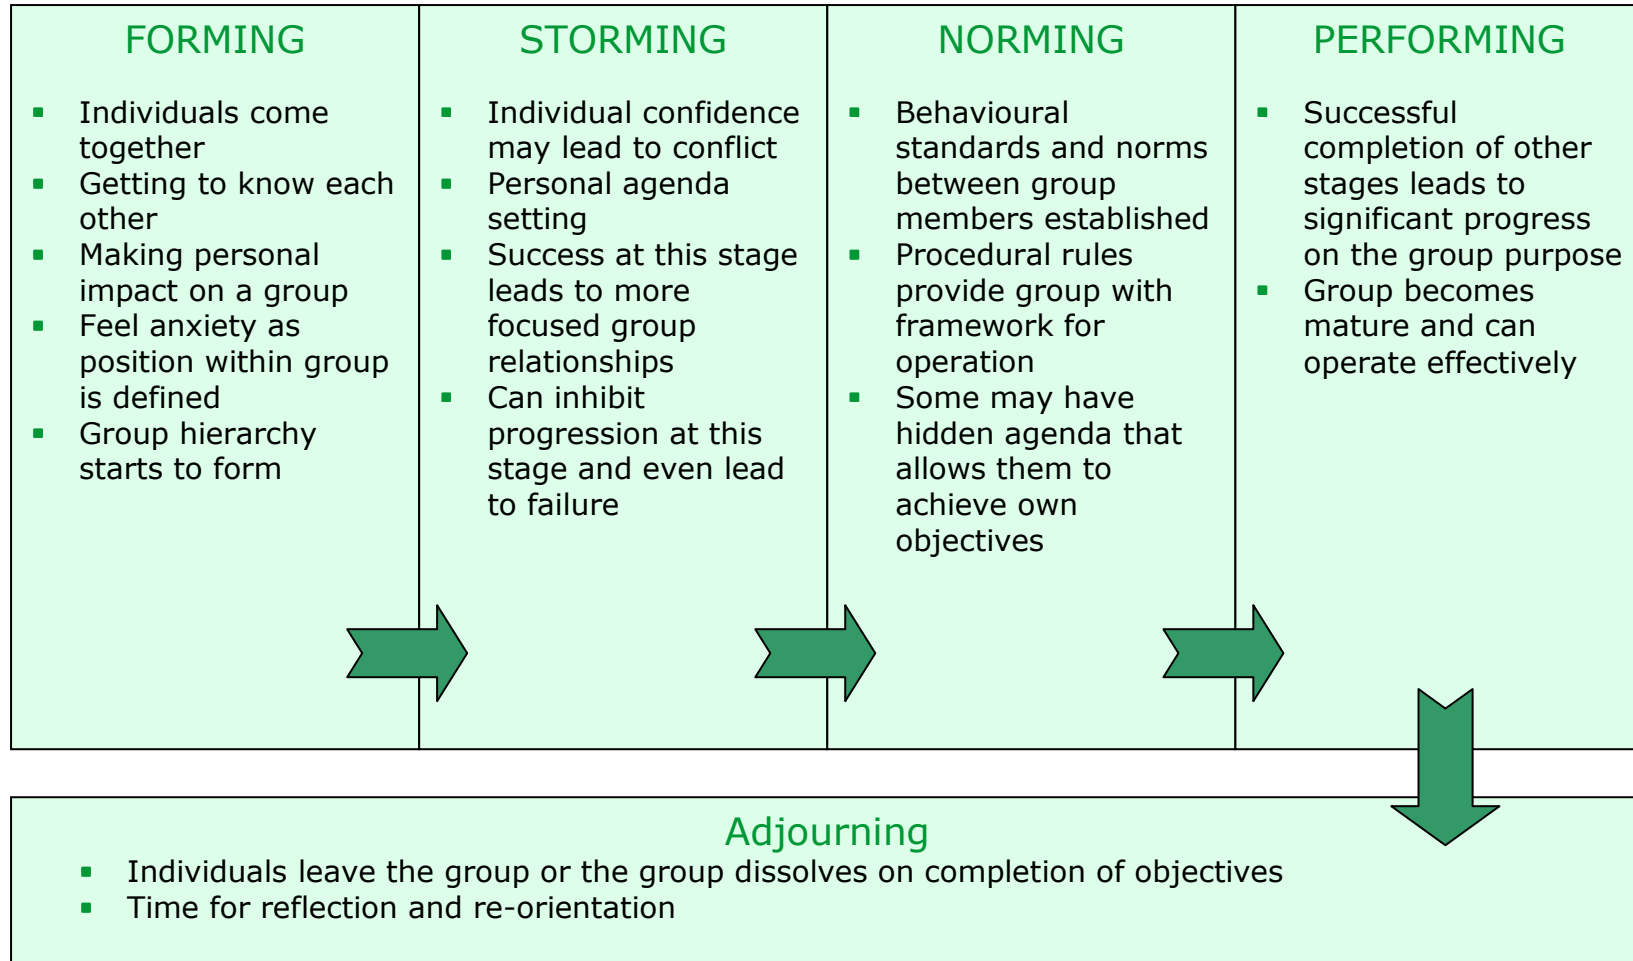 FORMING
▪ Individuals come
together
▪ Getting to know each
other
▪ Making personal
impact on a group
▪ Feel anxiety as
position within group
is defined
▪ Group hierarchy
starts to form
STORMING
▪ Individual confidence
may lead to conflict
▪ Personal agenda
setting
▪ Success at this stage
leads to more
focused group
relationships
▪ Can inhibit
progression at this
stage and even lead
to failure
NORMING
▪ Behavioural
standards and norms
between group
members established
▪ Procedural rules
provide group with
framework for
operation
▪ Some may have
hidden agenda that
allows them to
achieve own
objectives
PERFORMING
▪ Successful
completion of other
stages leads to
significant progress
on the group purpose
▪ Group becomes
mature and can
operate effectively
Adjourning
▪ Individuals leave the group or the group dissolves on completion of objectives
▪ Time for reflection and re-orientation